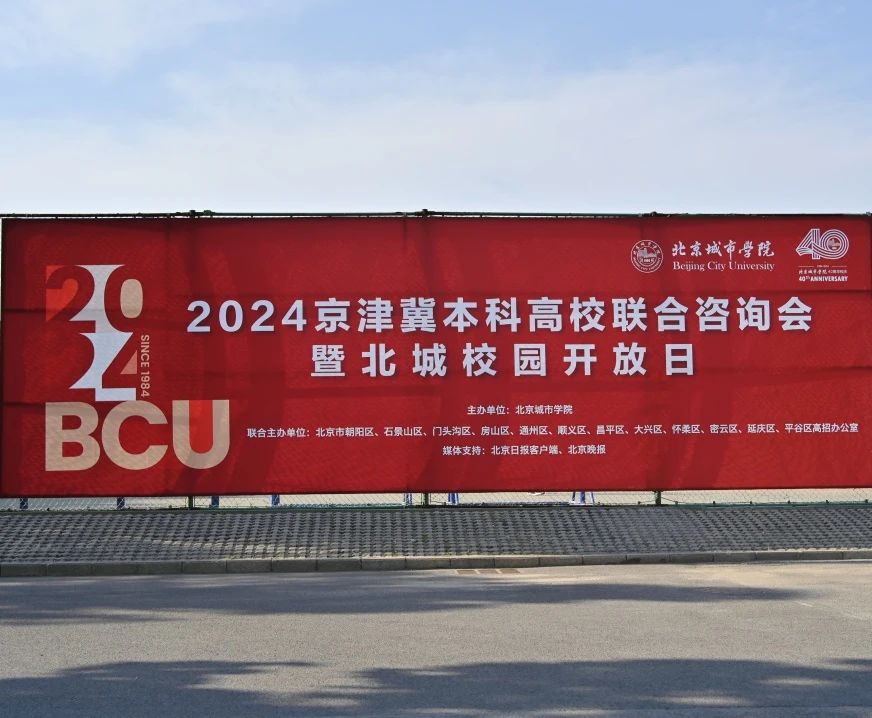 北京城市学院
Beijing City University
40
40TH ANNIVERSARY
2024
SINCE 1984
BCU
2024京津冀本科高校联合咨询会
暨北城校园开放日
主办单位：北京城市学院
联合主办单位：北京市朝阳区、石景山区、门头沟区、房山区、通州区、顺义区、昌平区、大兴区、怀柔区、密云区、延庆区、平谷区高招办公室
媒体支持：北京日报客户端、北京晚报